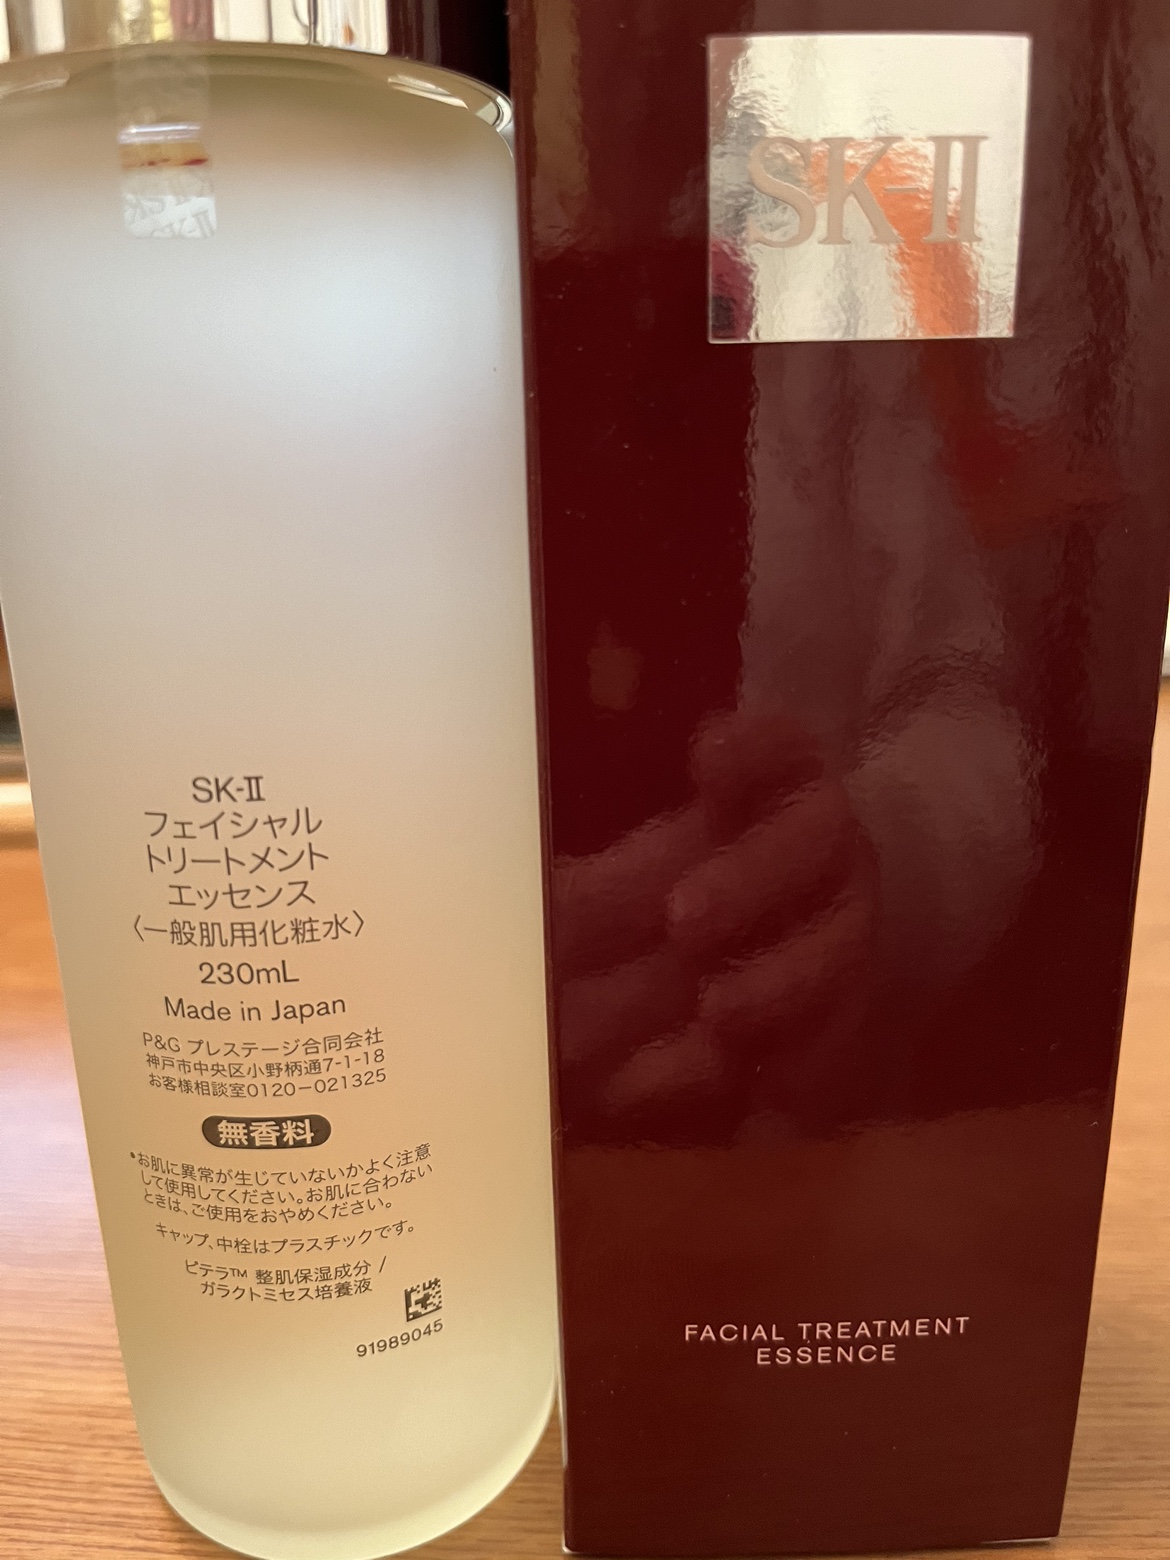 SK-II
フェイシャル
トリートメント
エッセンス
〈一般肌用化粧水〉
230mL
Made in Japan
P&G プレステージ合同会社
神戸市中央区小野柄通7-1-18
お客様相談室0120-021325
無香料
•お肌に異常が生じていないかよく注意
して使用してください。お肌に合わない
ときは、ご使用をおやめください。
キャップ、中栓はプラスチックです。
ピテラ™ 整肌保湿成分 /
ガラクトミセス培養液
91989045
SK-II
FACIAL TREATMENT
ESSENCE